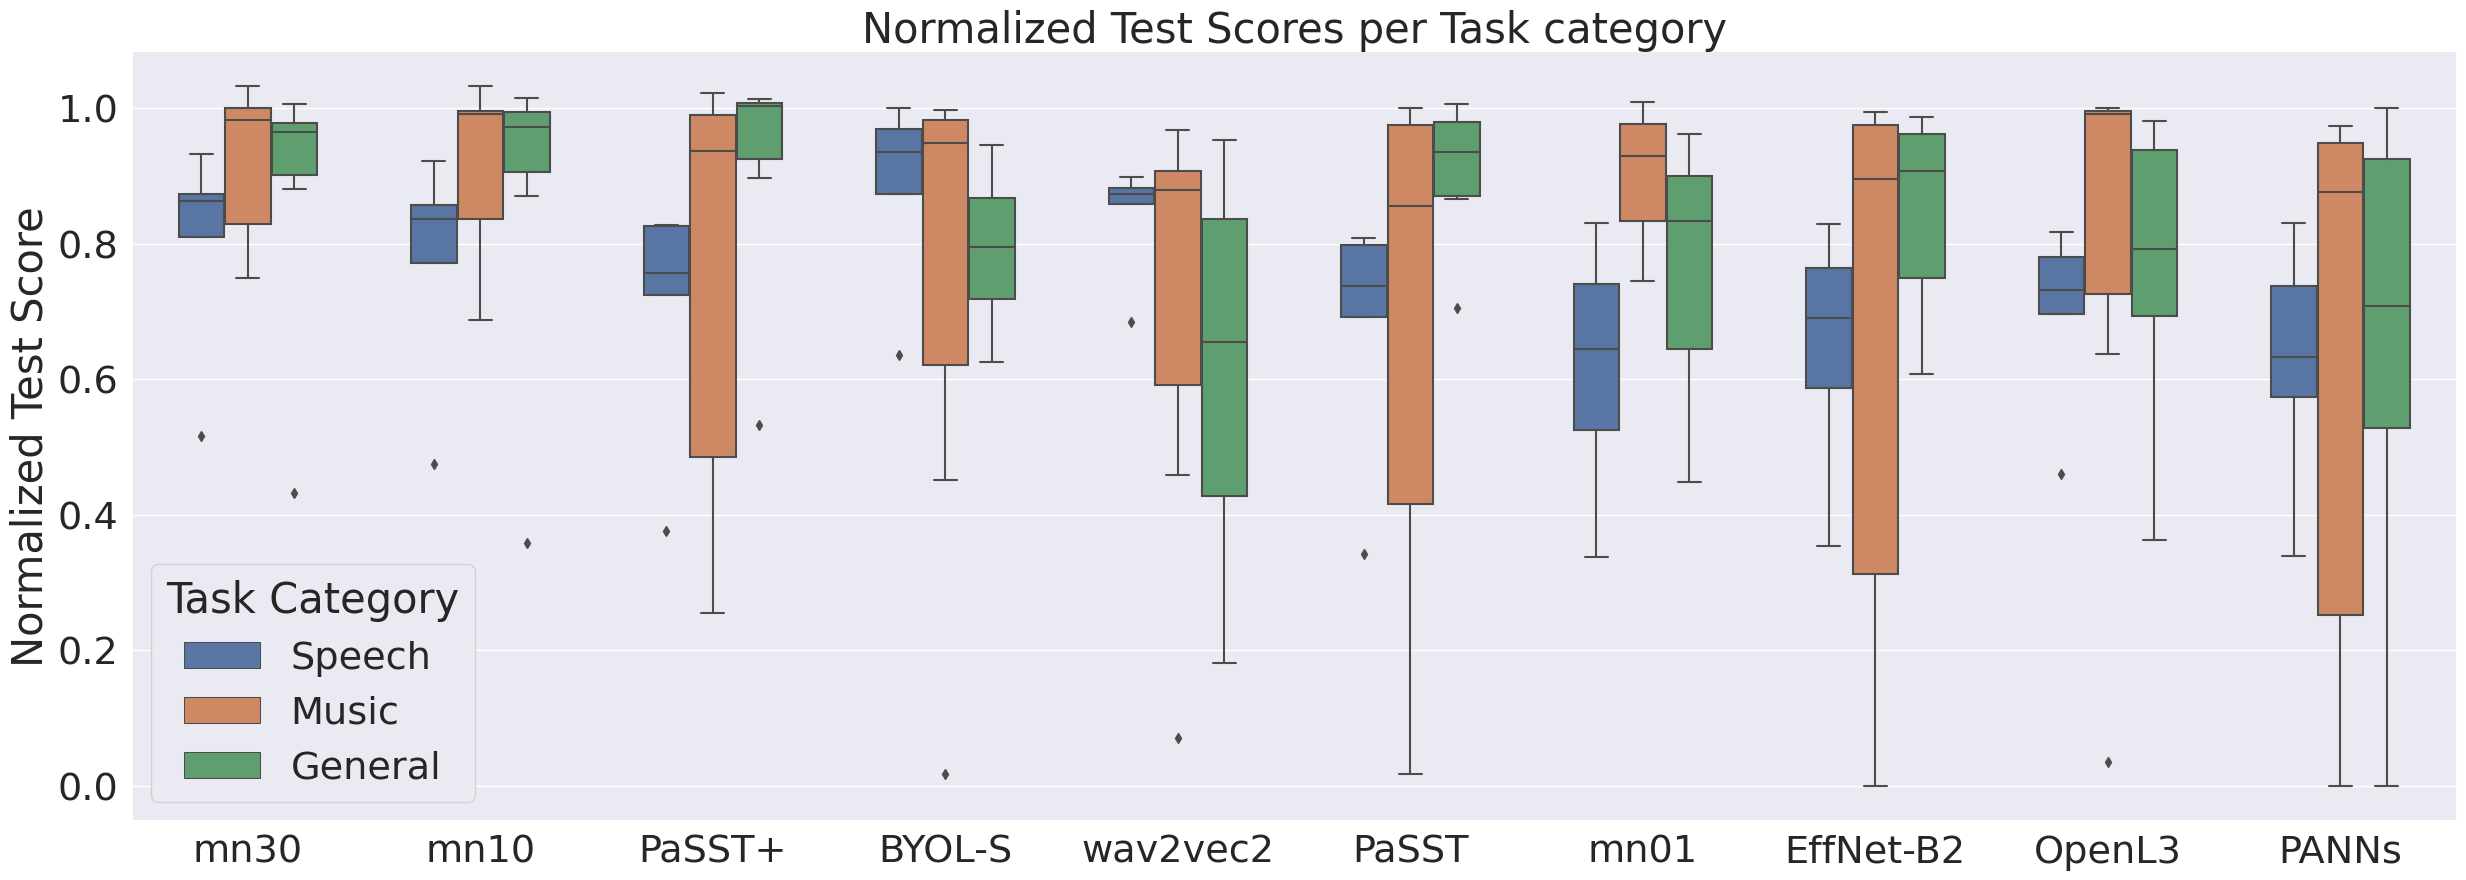 Normalized Test Scores per Task category
Normalized Test Score
1.0
0.8
0.6
0.4
0.2
0.0
Task Category
Speech
Music
General
mn30 mn10 PaSST+ BYOL-S wav2vec2 PaSST mn01 EffNet-B2 OpenL3 PANNs